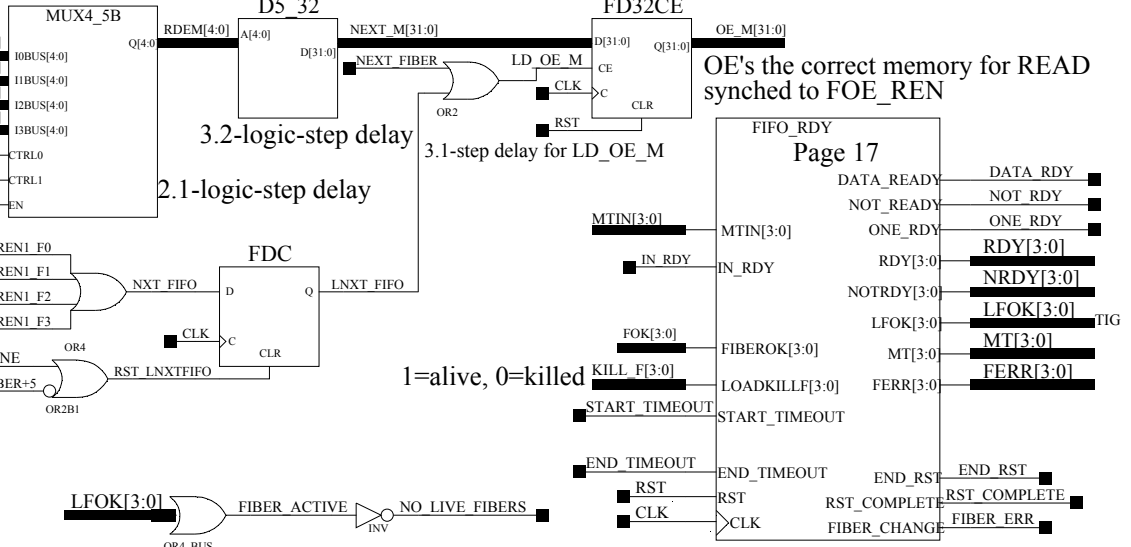 MUX4_5B
D5_32
FD32CE
RDEM[4:0]
NEXT_M[31:0]
OE_M[31:0]
Q[4:0]
A[4:0]
D[31:0]
D[31:0]
Q[31:0]
I0BUS[4:0]
I1BUS[4:0]
I2BUS[4:0]
I3BUS[4:0]
CTRL0
CTRL1
EN
NEXT_FIBER
OR2
LD_OE_M
CE
CLK
C
CLR
RST
OE's the correct memory for READ
synched to FOE_REN
3.2-logic-step delay
3.1-step delay for LD_OE_M
2.1-logic-step delay
FIFO_RDY
Page 17
DATA_READY
DATA_RDY
NOT_READY
NOT_RDY
ONE_RDY
ONE_RDY
MTIN[3:0]
MTIN[3:0]
RDY[3:0]
RDY[3:0]
IN_RDY
IN_RDY
NOTRDY[3:0]
NRDY[3:0]
LFOK[3:0]
LFOK[3:0]
TIG
FOK[3:0]
FIBEROK[3:0]
MT[3:0]
MT[3:0]
1=alive, 0=killed
KILL_F[3:0]
LOADKILLF[3:0]
FERR[3:0]
FERR[3:0]
START_TIMEOUT
START_TIMEOUT
END_TIMEOUT
END_TIMEOUT
END_RST
END_RST
RST
RST
RST_COMPLETE
RST_COMPLETE
CLK
CLK
FIBER_CHANGE
FIBER_ERR
REN1_F0
REN1_F1
REN1_F2
REN1_F3
OR4
NXT_FIFO
FDC
D
Q
LNXT_FIFO
CLK
C
CLR
NE
BER+5
OR2B1
RST_LNXTFIFO
LFOK[3:0]
OR4_BUS
FIBER_ACTIVE
INV
NO_LIVE_FIBERS